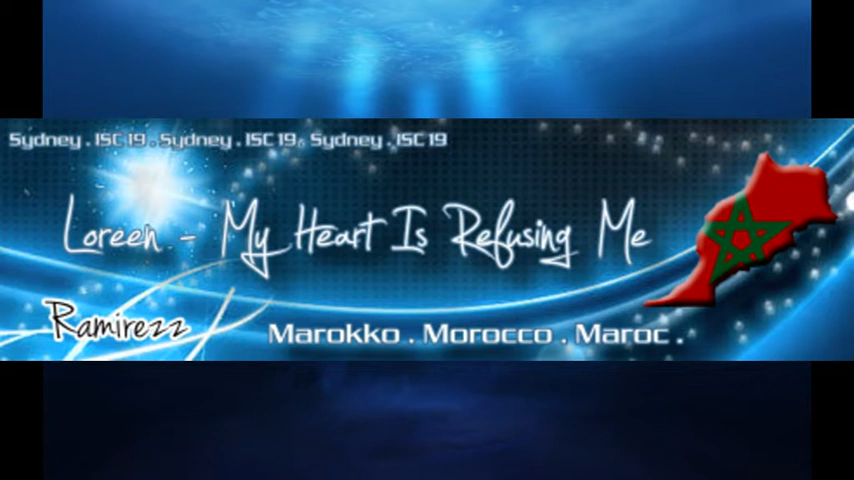 Sydney . ISC 19 . Sydney . ISC 19 . Sydney . ISC 19
Loreen - My Heart Is Refusing Me
Ramirezz
Marokko . Morocco . Maroc .